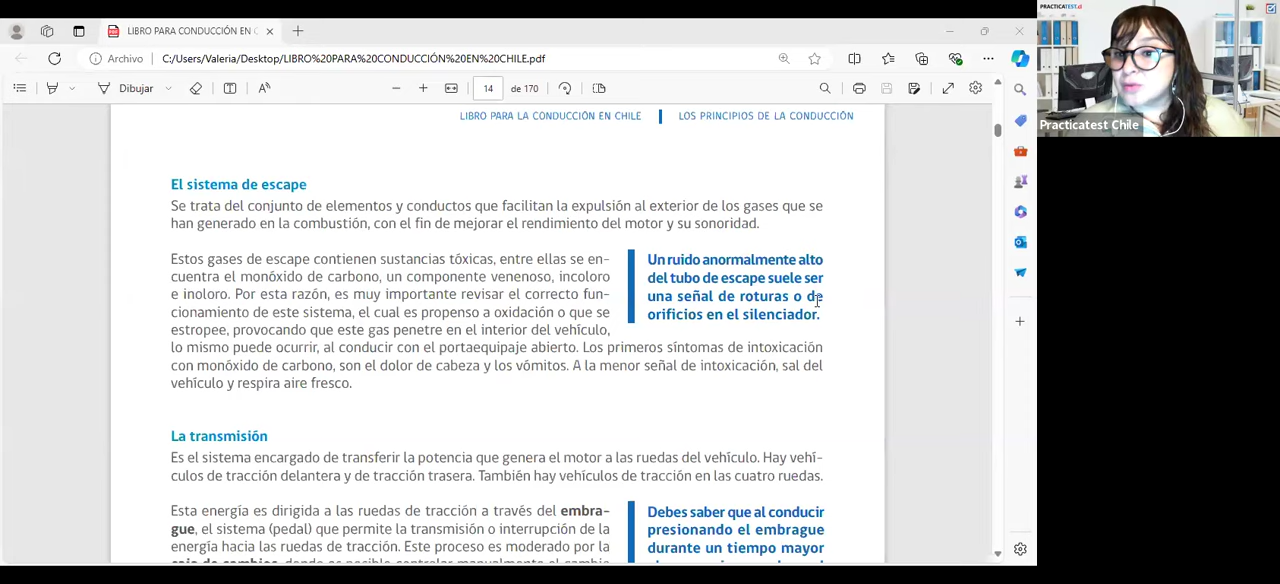 LIBRO PARA CONDUCCIÓN EN C
Archivo
C:/Users/Valeria/Desktop/LIBRO%20PARA%20CONDUCCIÓN%20EN%20CHILE.pdf
Dibujar
14
de 170
PRACTICATEST.cl
Practicatest Chile
LIBRO PARA LA CONDUCCIÓN EN CHILE
LOS PRINCIPIOS DE LA CONDUCCIÓN
El sistema de escape
Se trata del conjunto de elementos y conductos que facilitan la expulsión al exterior de los gases que se
han generado en la combustión, con el fin de mejorar el rendimiento del motor y su sonoridad.
Estos gases de escape contienen sustancias tóxicas, entre ellas se en-
cuentra el monóxido de carbono, un componente venenoso, incoloro
e inoloro. Por esta razón, es muy importante revisar el correcto fun-
cionamiento de este sistema, el cual es propenso a oxidación o que se
estropee, provocando que este gas penetre en el interior del vehículo,
lo mismo puede ocurrir, al conducir con el portaequipaje abierto. Los primeros síntomas de intoxicación
con monóxido de carbono, son el dolor de cabeza y los vómitos. A la menor señal de intoxicación, sal del
vehículo y respira aire fresco.
Un ruido anormalmente alto
del tubo de escape suele ser
una señal de roturas o de
orificios en el silenciador.
La transmisión
Es el sistema encargado de transferir la potencia que genera el motor a las ruedas del vehículo. Hay vehí-
culos de tracción delantera y de tracción trasera. También hay vehículos de tracción en las cuatro ruedas.
Esta energía es dirigida a las ruedas de tracción a través del embra-
gue, el sistema (pedal) que permite la transmisión o interrupción de la
energía hacia las ruedas de tracción. Este proceso es moderado por la
caja de cambios, donde es posible controlar manualmente el cambio
Debes saber que al conducir
presionando el embrague
durante un tiempo mayor